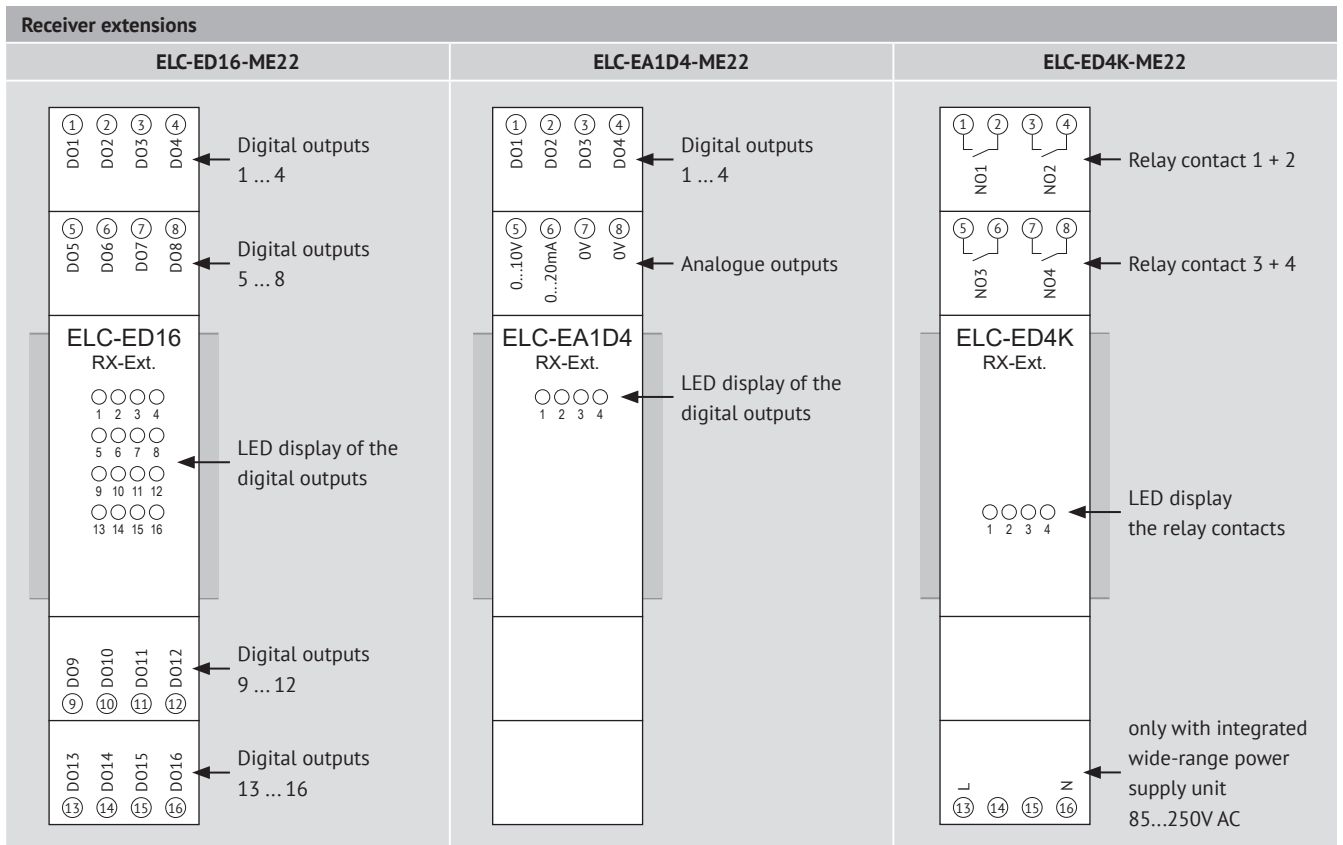 Receiver extensions
ELC-ED16-ME22
1 2 3 4
DO1 DO2 DO3 DO4
Digital outputs
1 ... 4
5 6 7 8
DO5 DO6 DO7 DO8
Digital outputs
5 ... 8
ELC-ED16
RX-Ext.
1 2 3 4
5 6 7 8
9 10 11 12
13 14 15 16
LED display of the
digital outputs
DO9 DO10 DO11 DO12
9 10 11 12
Digital outputs
9 ... 12
DO13 DO14 DO15 DO16
13 14 15 16
Digital outputs
13 ... 16
ELC-EA1D4-ME22
1 2 3 4
DO1 DO2 DO3 DO4
Digital outputs
1 ... 4
5 6 7 8
0...10V 0...20mA 0V 0V
Analogue outputs
ELC-EA1D4
RX-Ext.
1 2 3 4
LED display of the
digital outputs
ELC-ED4K-ME22
1 2 3 4
NO1 NO2
Relay contact 1 + 2
5 6 7 8
NO3 NO4
Relay contact 3 + 4
ELC-ED4K
RX-Ext.
1 2 3 4
LED display
the relay contacts
L N
13 14 15 16
only with integrated
wide-range power
supply unit
85...250V AC